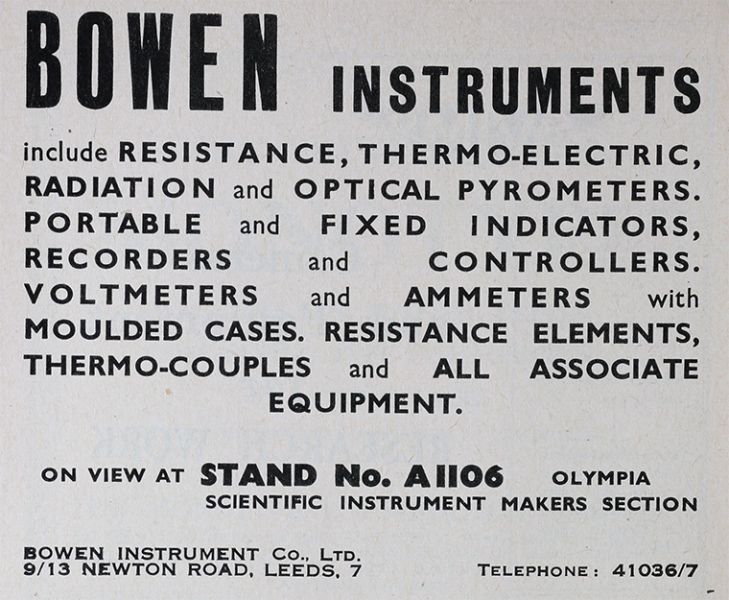 BOWEN INSTRUMENTS
include RESISTANCE, THERMO-ELECTRIC,
RADIATION and OPTICAL PYROMETERS.
PORTABLE and FIXED INDICATORS,
RECORDERS and CONTROLLERS.
VOLTMETERS and AMMETERS with
MOULDED CASES. RESISTANCE ELEMENTS,
THERMO-COUPLES and ALL ASSOCIATE
EQUIPMENT.
ON VIEW AT STAND No. A1106 OLYMPIA
SCIENTIFIC INSTRUMENT MAKERS SECTION
BOWEN INSTRUMENT Co., LTD.
9/13 NEWTON ROAD, LEEDS, 7 TELEPHONE: 41036/7